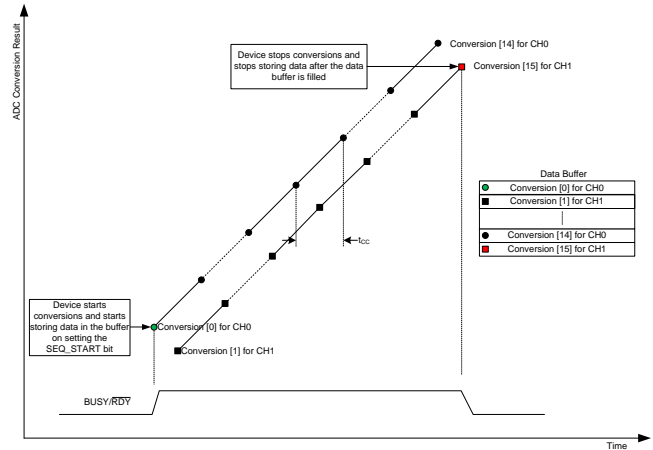 ADC Conversion Result
Conversion [14] for CH0
Device stops conversions and
stops storing data after the data
buffer is filled
Conversion [15] for CH1
Data Buffer
Conversion [0] for CH0
Conversion [1] for CH1
Conversion [14] for CH0
Conversion [15] for CH1
tCC
Device starts
conversions and starts
storing data in the buffer
on setting the
SEQ_START bit
Conversion [0] for CH0
Conversion [1] for CH1
BUSY/RDY
Time